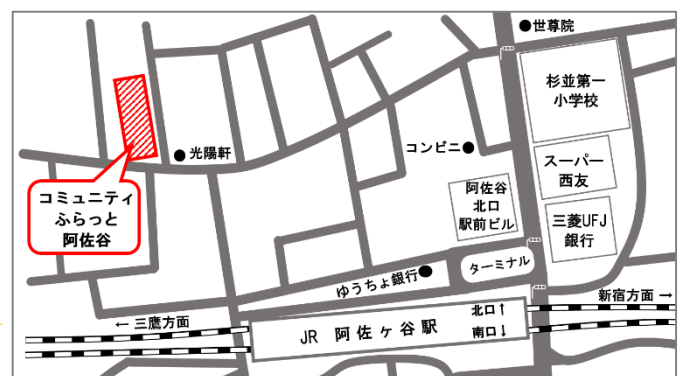 世尊院
杉並第一
小学校
光陽軒
コンビニ
スーパー
西友
コミュニティ
ふらっと
阿佐谷
阿佐谷
北口
駅前ビル
三菱UFJ
銀行
ターミナル
ゆうちょ銀行
新宿方面 →
← 三鷹方面
JR 阿佐ヶ谷駅
北口↑
南口↓